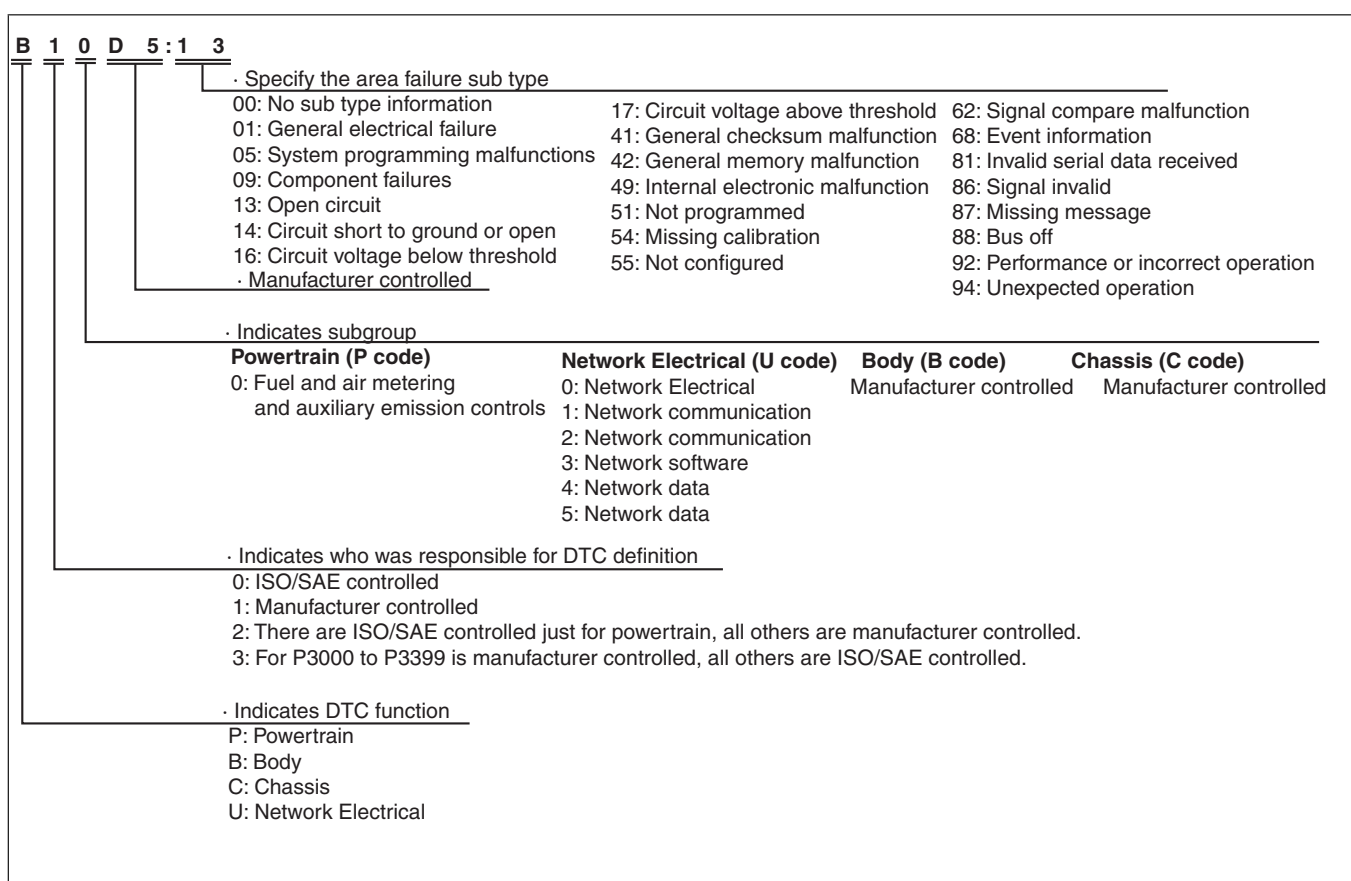 B 1 0 D 5 : 1 3
· Specify the area failure sub type
00: No sub type information
01: General electrical failure
05: System programming malfunctions
09: Component failures
13: Open circuit
14: Circuit short to ground or open
16: Circuit voltage below threshold
17: Circuit voltage above threshold
41: General checksum malfunction
42: General memory malfunction
49: Internal electronic malfunction
51: Not programmed
54: Missing calibration
55: Not configured
62: Signal compare malfunction
68: Event information
81: Invalid serial data received
86: Signal invalid
87: Missing message
88: Bus off
92: Performance or incorrect operation
94: Unexpected operation
· Manufacturer controlled
· Indicates subgroup
Powertrain (P code)
0: Fuel and air metering
and auxiliary emission controls
Network Electrical (U code)
0: Network Electrical
1: Network communication
2: Network communication
3: Network software
4: Network data
5: Network data
Body (B code)
Manufacturer controlled
Chassis (C code)
Manufacturer controlled
· Indicates who was responsible for DTC definition
0: ISO/SAE controlled
1: Manufacturer controlled
2: There are ISO/SAE controlled just for powertrain, all others are manufacturer controlled.
3: For P3000 to P3399 is manufacturer controlled, all others are ISO/SAE controlled.
· Indicates DTC function
P: Powertrain
B: Body
C: Chassis
U: Network Electrical